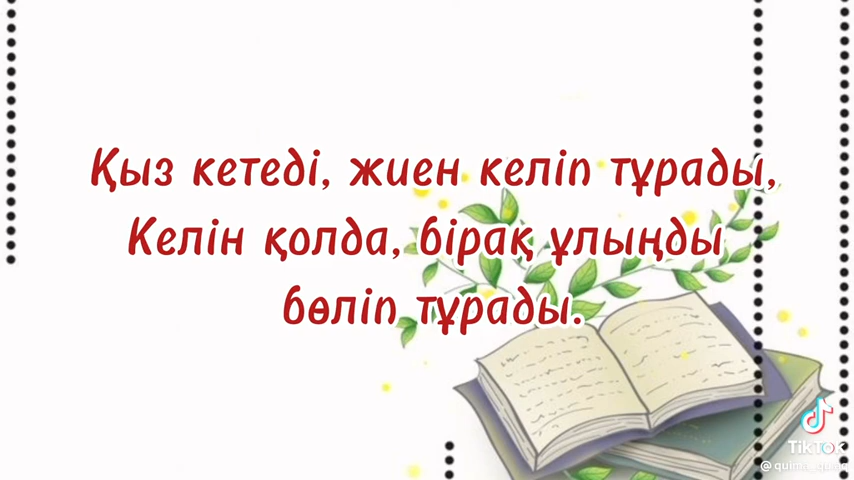 Қыз кетеді, жиен келіп тұрады,
Келін қолда, бірақ ұлыңды
бөліп тұрады.
TikTok